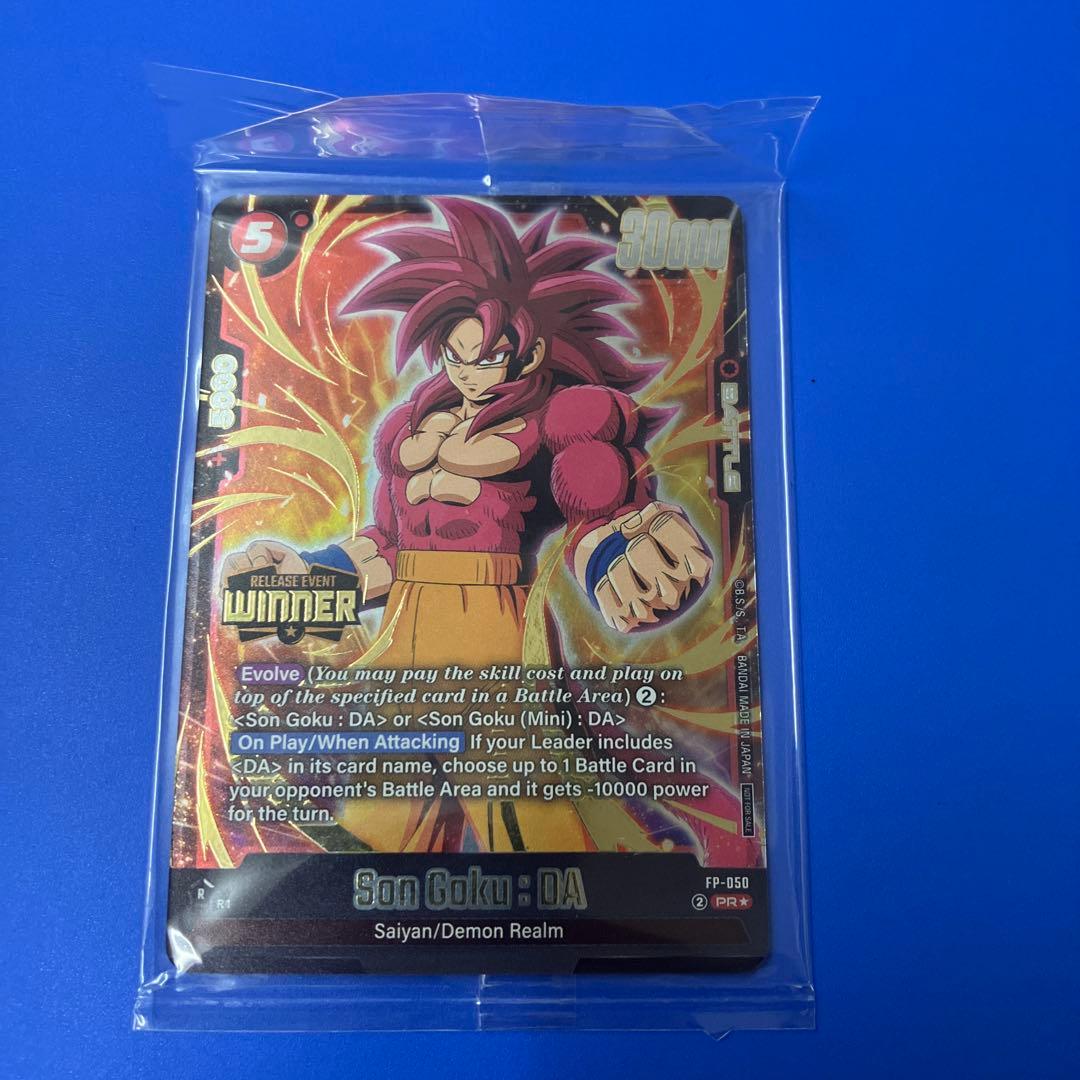 5
30000
5000
+
BATTLE
RELEASE EVENT
WINNER
Evolve (You may pay the skill cost and play on
top of the specified card in a Battle Area) 2 :
<Son Goku : DA> or <Son Goku (Mini) : DA>
On Play/When Attacking If your Leader includes
<DA> in its card name, choose up to 1 Battle Card in
your opponent's Battle Area and it gets -10000 power
for the turn.
©B.S./S., T.A. BANDAI MADE IN JAPAN
NOT FOR SALE
R
R1
Son Goku : DA
FP-050
2 PR★
Saiyan/Demon Realm